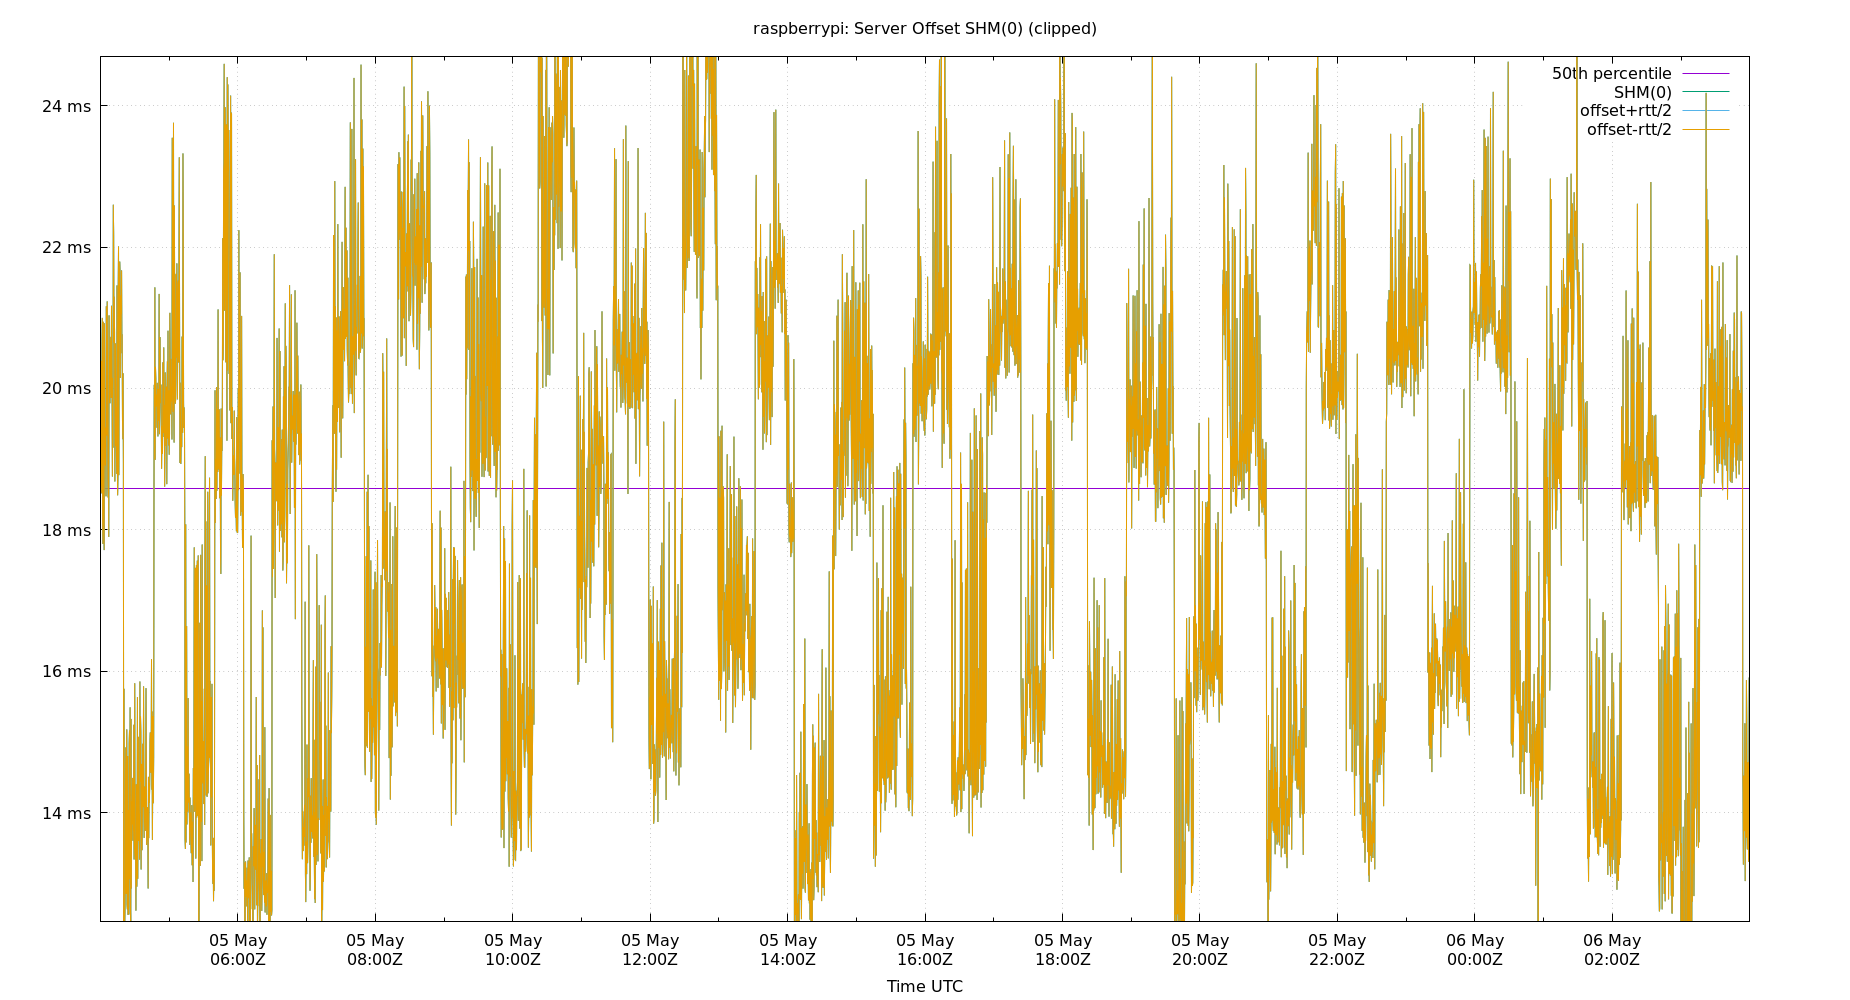 raspberrypi: Server Offset SHM(0) (clipped)
50th percentile
SHM(0)
offset+rtt/2
offset-rtt/2
24 ms
22 ms
20 ms
18 ms
16 ms
14 ms
05 May 05 May 05 May 05 May 05 May 05 May 05 May 05 May 05 May 06 May 06 May
06:00Z 08:00Z 10:00Z 12:00Z 14:00Z 16:00Z 18:00Z 20:00Z 22:00Z 00:00Z 02:00Z
Time UTC